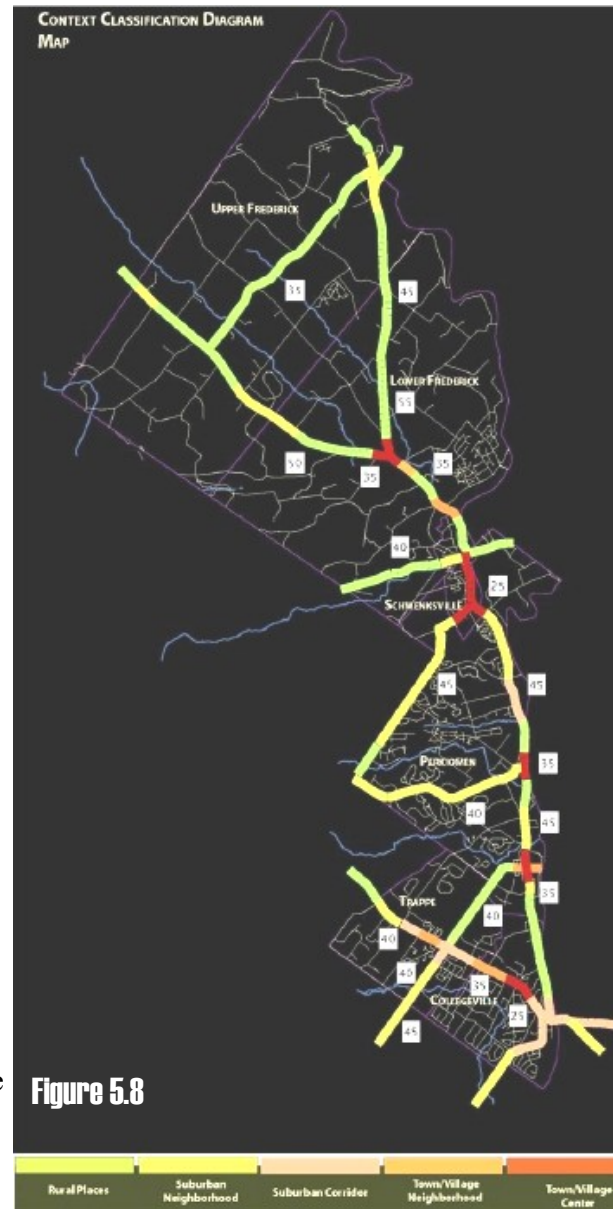 CONTEXT CLASSIFICATION DIAGRAM
MAP
UPPER FREDERICK
35
45
LOWER FREDERICK
55
50
35
35
40
25
SCHWENKSVILLE
45
45
PERKIOMEN
35
40
45
35
TRAPPE
40
40
40
35
COLLEGEVILLE
25
45
e
Figure 5.8
Rural Places
Suburban
Neighborhood
Suburban Corridor
Town/Village
Neighborhood
Town/Village
Center